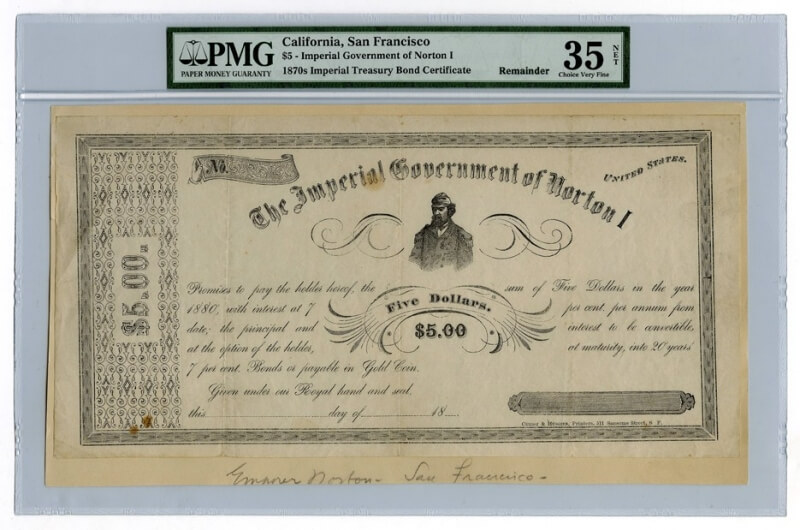 PMG
PAPER MONEY GUARANTY
California, San Francisco
$5 - Imperial Government of Norton I
1870s Imperial Treasury Bond Certificate
Remainder
35 NET
Choice Very Fine
No.
The Imperial Government of Norton I
UNITED STATES.
$5.00.
Promises to pay the holder hereof, the sum of Five Dollars in the year
1880, with interest at 7 per cent. per annum from
date; the principal and interest to be convertible,
at the option of the holder, at maturity, into 20 years'
7 per cent. Bonds or payable in Gold Coin.
Five Dollars.
$5.00
Given under our Royal hand and seal,
this day of 18
Printers, 511 Sansome Street, S F.
Norton - San Francisco -